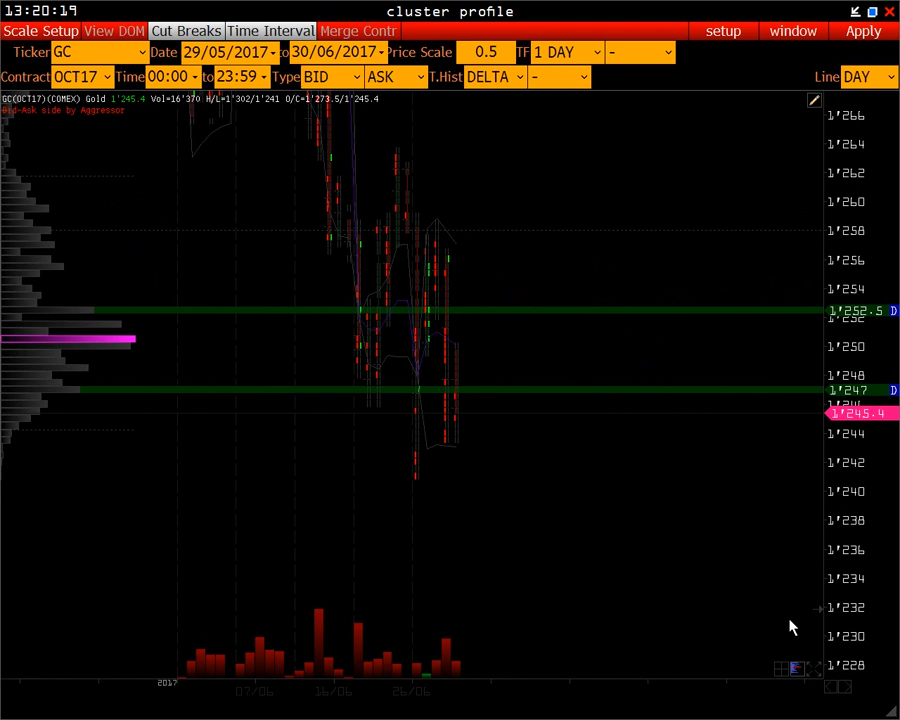 13:20:19 cluster profile
Scale Setup View DOM Cut Breaks Time Interval Merge Contr setup window Apply
Ticker GC Date 29/05/2017 to 30/06/2017 Price Scale 0.5 TF 1 DAY -
Contract OCT17 Time 00:00 to 23:59 Type BID ASK T.Hist DELTA - Line DAY
GC(OCT17)(COMEX) Gold 1'245.4 Vol=16'370 H/L=1'302/1'241 O/C=1'273.5/1'245.4
Bid-Ask side by Aggressor
1'266
1'264
1'262
1'260
1'258
1'256
1'254
1'252.5 D
1'252
1'250
1'248
1'247 D
1'245.4
1'244
1'242
1'240
1'238
1'236
1'234
1'232
1'230
1'228
2017
07/06 16/06 26/06